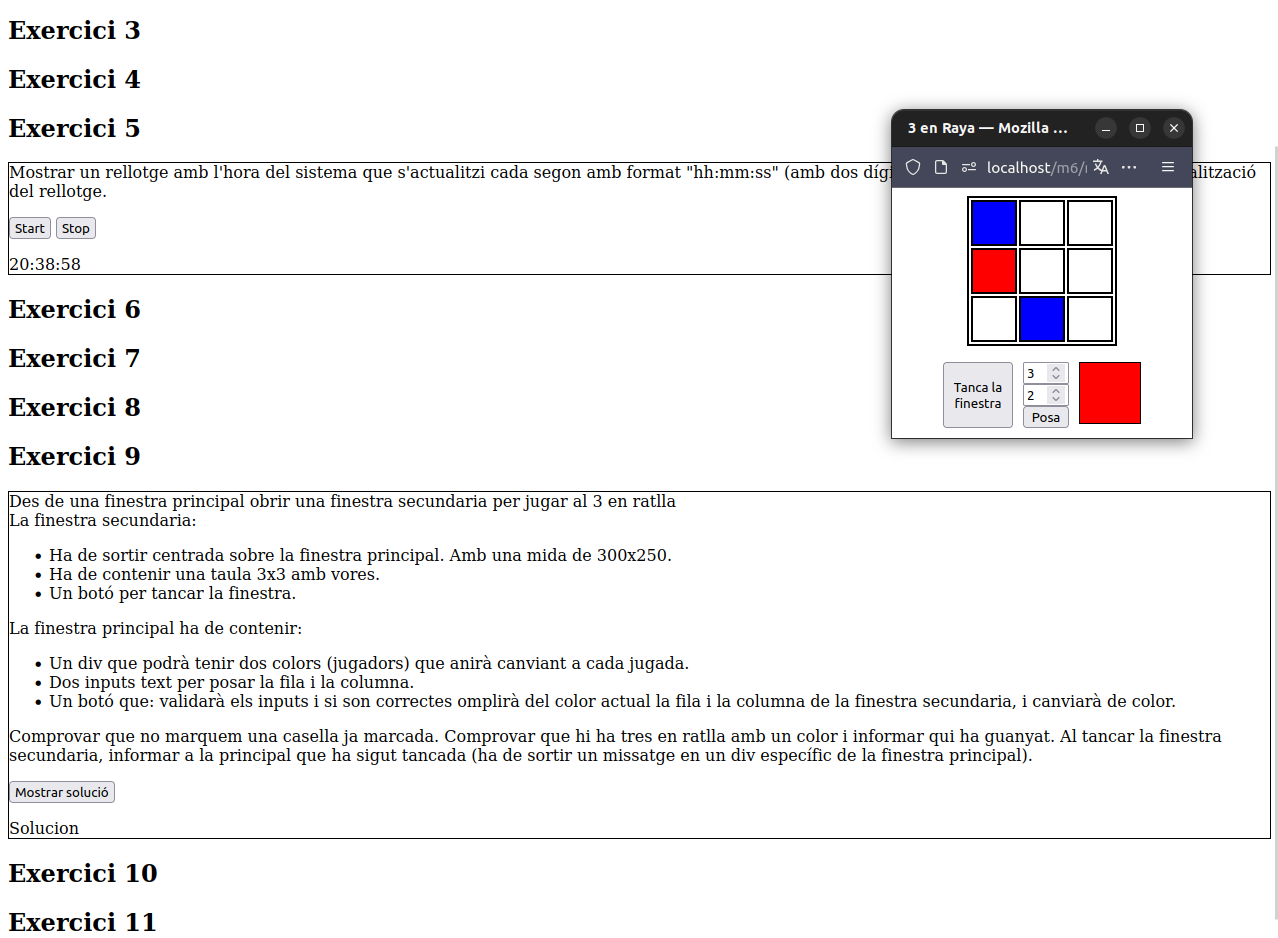 Exercici 3
Exercici 4
Exercici 5
Mostrar un rellotge amb l'hora del sistema que s'actualitzi cada segon amb format "hh:mm:ss" (amb dos
del rellotge.
Start Stop
20:38:58
Exercici 6
Exercici 7
Exercici 8
Exercici 9
3 en Raya — Mozilla ...
localhost/m6/
3
2
Tanca la
finestra
Posa
Des de una finestra principal obrir una finestra secundaria per jugar al 3 en ratlla
La finestra secundaria:
• Ha de sortir centrada sobre la finestra principal. Amb una mida de 300x250.
• Ha de contenir una taula 3x3 amb vores.
• Un botó per tancar la finestra.
La finestra principal ha de contenir:
• Un div que podrà tenir dos colors (jugadors) que anirà canviant a cada jugada.
• Dos inputs text per posar la fila i la columna.
• Un botó que: validarà els inputs i si son correctes omplirà del color actual la fila i la columna de la finestra secundaria, i canviarà de color.
Comprovar que no marquem una casella ja marcada. Comprovar que hi ha tres en ratlla amb un color i informar qui ha guanyat. Al tancar la finestra
secundaria, informar a la principal que ha sigut tancada (ha de sortir un missatge en un div específic de la finestra principal).
Mostrar solució
Solucion
Exercici 10
Exercici 11